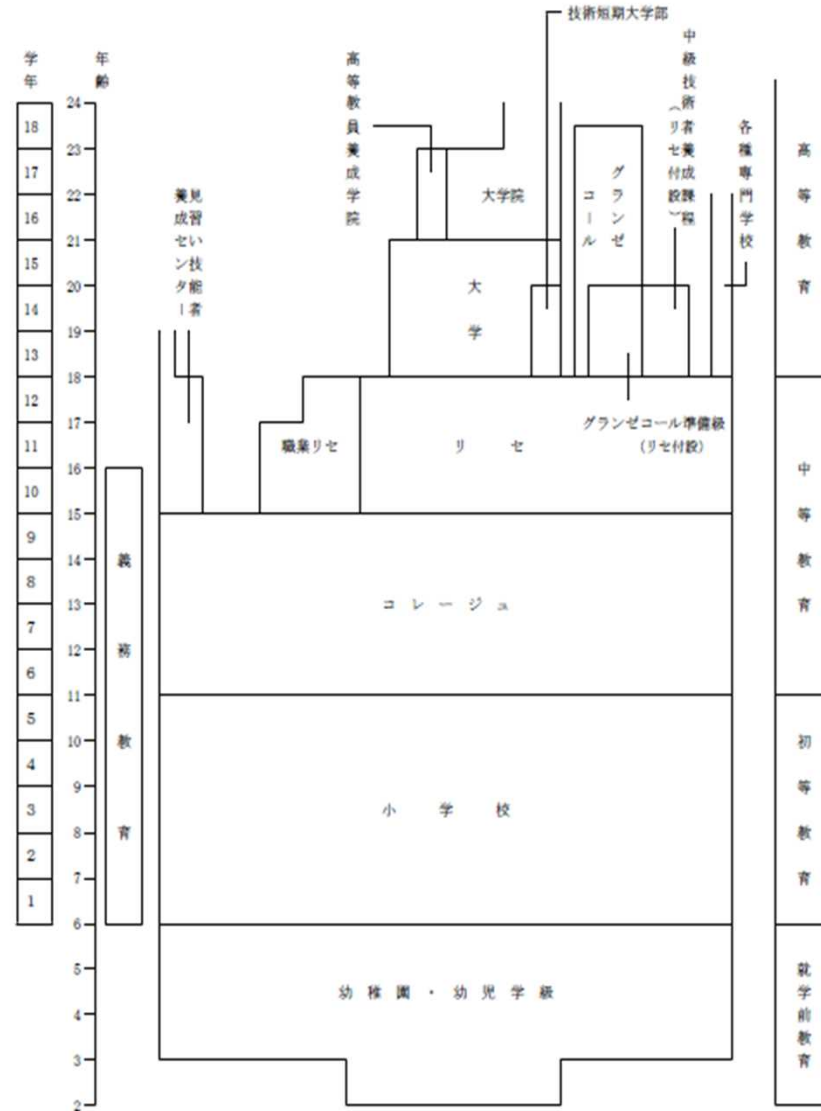 技術短期大学部
学年
年齢
高等教員養成学院
中級技術者養成課程
（リセ付設）
各種専門学校
見習い技能者
養成センター
大学院
グランゼ
コール
大学
職業リセ
リセ
グランゼコール準備級
（リセ付設）
コレージュ
小学校
幼稚園・幼児学級
義務教育
高等教育
中等教育
初等教育
就学前教育
18
17
16
15
14
13
12
11
10
9
8
7
6
5
4
3
2
1
24
23
22
21
20
19
18
17
16
15
14
13
12
11
10
9
8
7
6
5
4
3
2